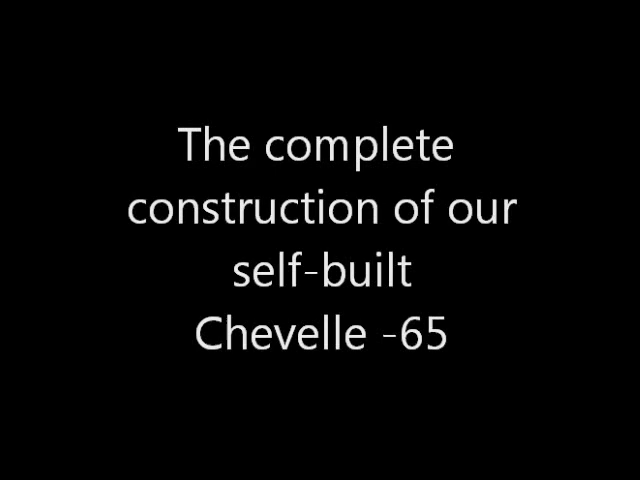 The complete
construction of our
self-built
Chevelle -65